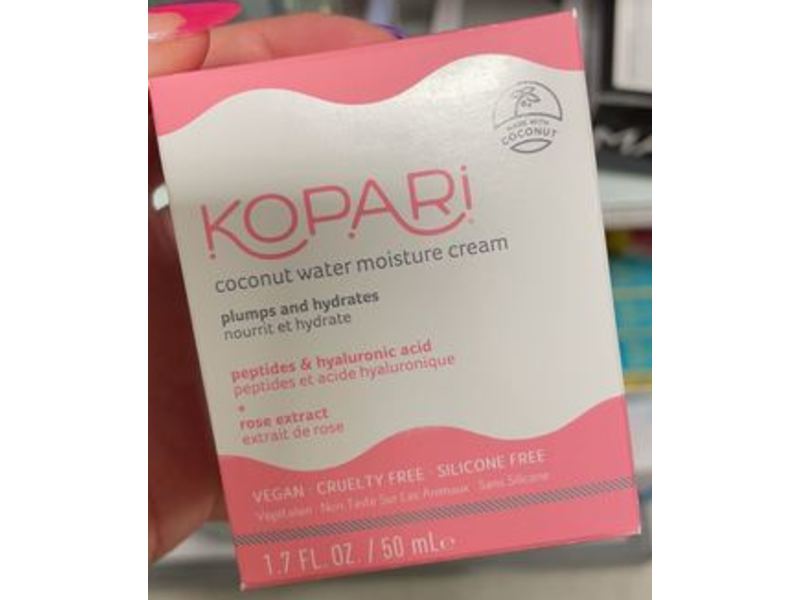 MADE WITH
COCONUT
KOPARI
coconut water moisture cream
plumps and hydrates
nourrit et hydrate
peptides & hyaluronic acid
peptides et acide hyaluronique
rose extract
extrait de rose
VEGAN · CRUELTY FREE · SILICONE FREE
Végétalien · Non Testé Sur Les Animaux · Sans Silicone
1.7 FL. OZ. / 50 mL e
MA